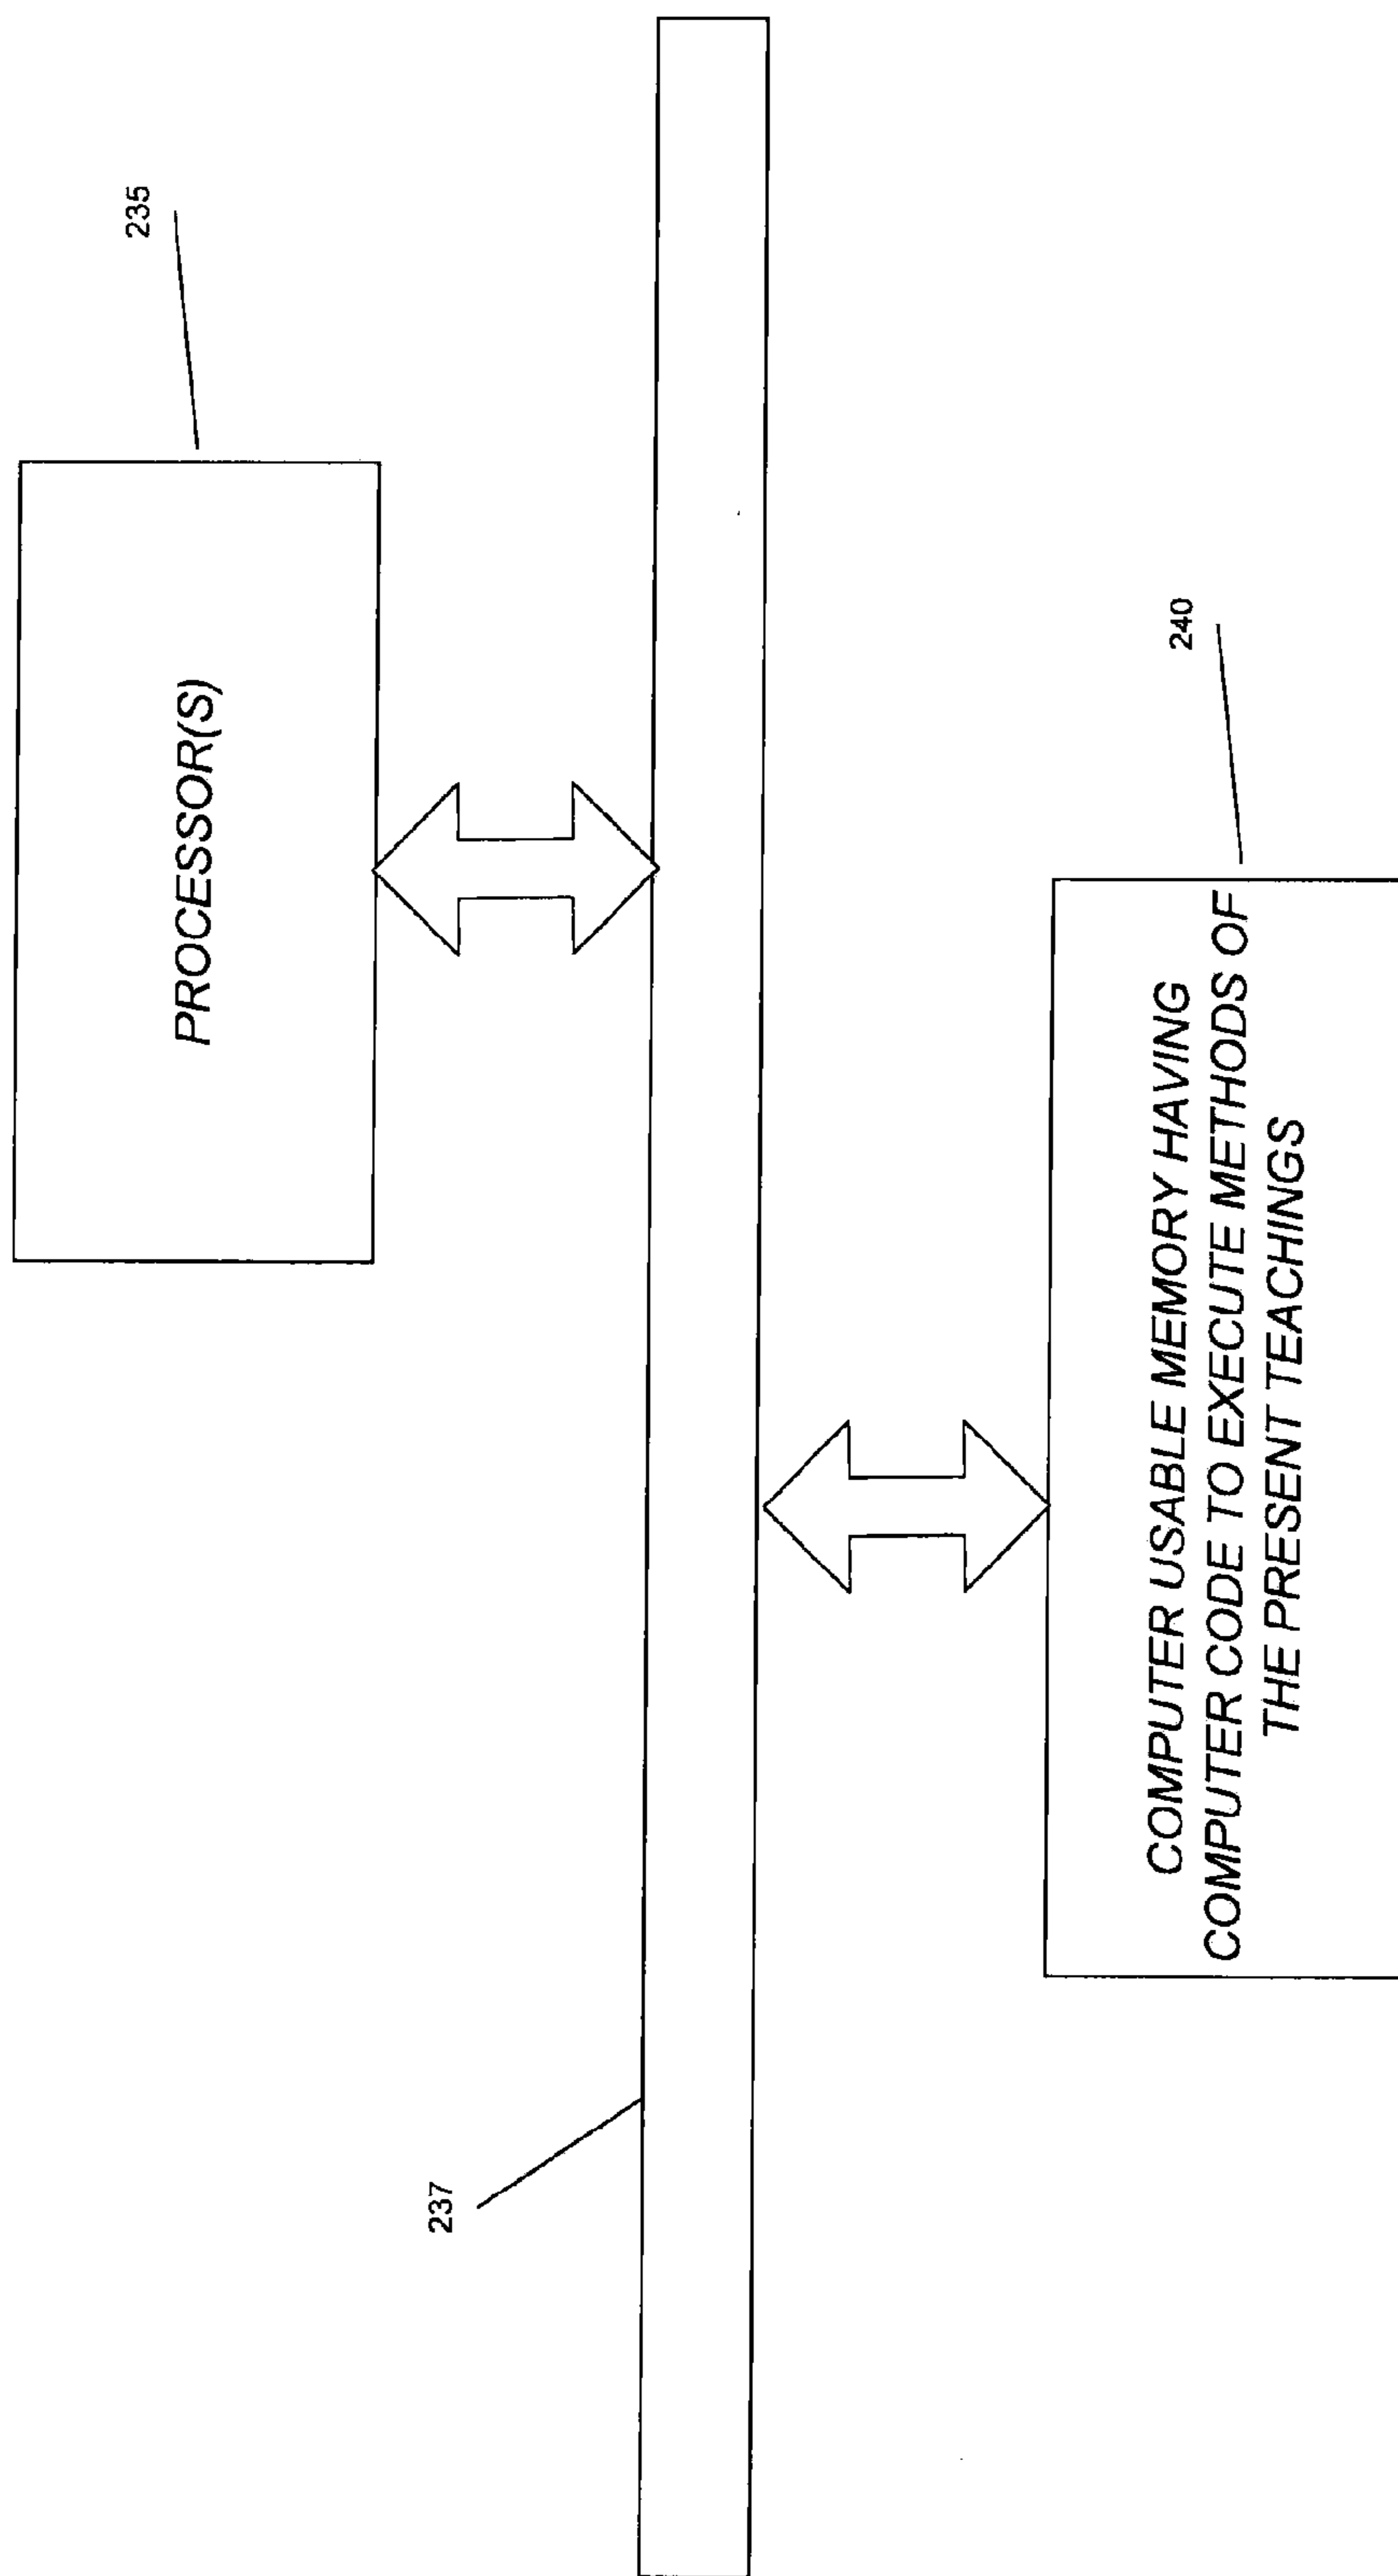 235
PROCESSOR(S)
237
240
COMPUTER USABLE MEMORY HAVING
COMPUTER CODE TO EXECUTE METHODS OF
THE PRESENT TEACHINGS